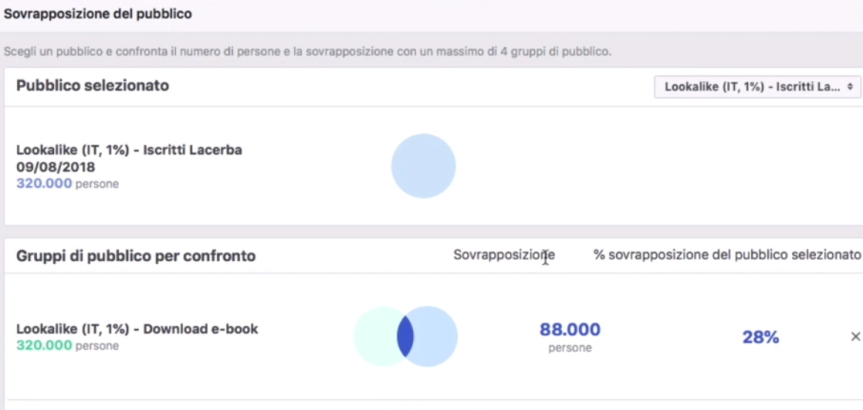 Sovrapposizione del pubblico
Scegli un pubblico e confronta il numero di persone e la sovrapposizione con un massimo di 4 gruppi di pubblico.
Pubblico selezionato
Lookalike (IT, 1%) - Iscritti La...
Lookalike (IT, 1%) - Iscritti Lacerba
09/08/2018
320.000 persone
Gruppi di pubblico per confronto
Sovrapposizione
% sovrapposizione del pubblico selezionato
Lookalike (IT, 1%) - Download e-book
320.000 persone
88.000
persone
28%